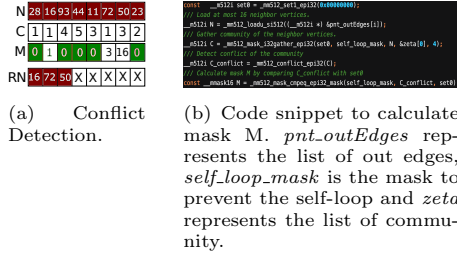 N 28 16 93 44 11 72 50 23
C 1 1 4 5 3 1 3 2
M 0 1 0 0 0 3 16 0
RN 16 72 50 X X X X X
const __m512i set0 = _mm512_set1_epi32(0x00000000);
/// Load at most 16 neighbor vertices.
__m512i N = _mm512_loadu_si512((__m512i *) &pnt_outEdges[i]);
/// Gather community of the neighbor vertices.
__m512i C = _mm512_mask_i32gather_epi32(set0, self_loop_mask, N, &zeta[0], 4);
/// Detect conflict of the community
__m512i C_conflict = _mm512_conflict_epi32(C);
/// Calculate mask M by comparing C_conflict with set0
const __mmask16 M = _mm512_mask_cmpeq_epi32_mask(self_loop_mask, C_conflict, set0)
(a) Conflict
Detection.
(b) Code snippet to calculate
mask M. pnt_outEdges rep-
resents the list of out edges,
self_loop_mask is the mask to
prevent the self-loop and zeta
represents the list of commu-
nity.